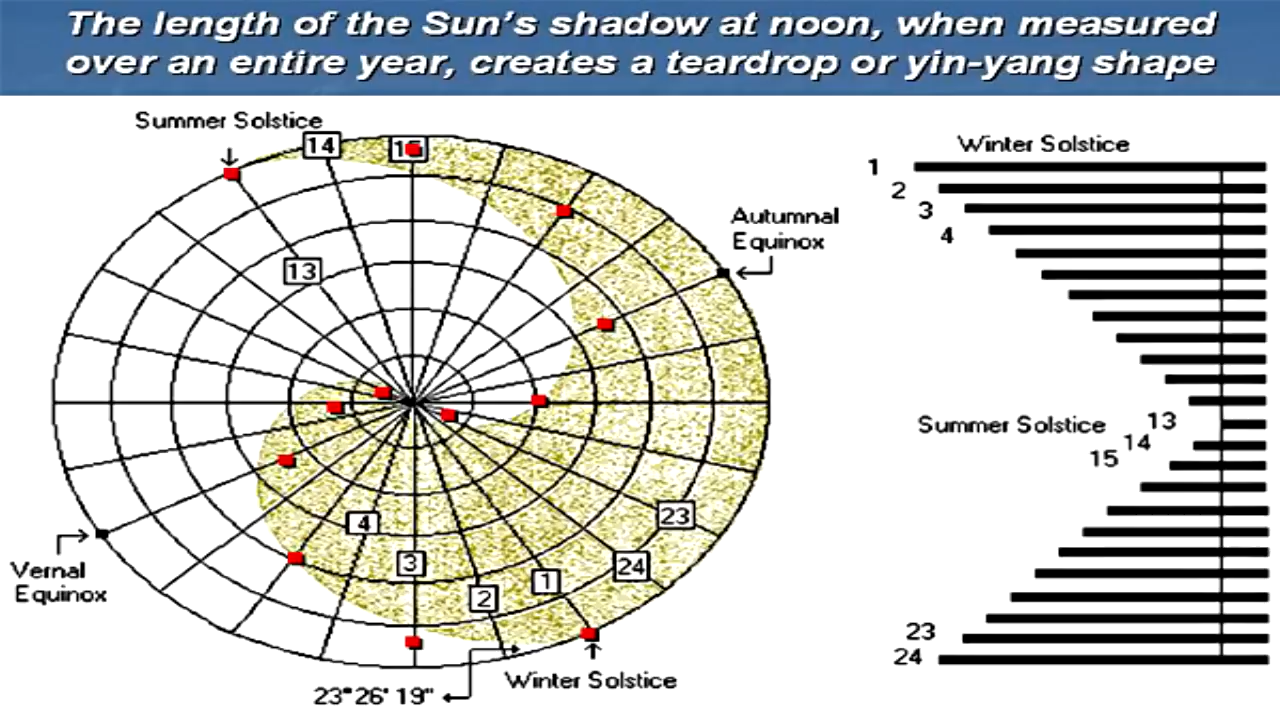 The length of the Sun's shadow at noon, when measured
over an entire year, creates a teardrop or yin-yang shape
Summer Solstice
14
13
Autumnal
Equinox
4
3
2
1
24
23
Vernal
Equinox
23° 26' 19"
Winter Solstice
Winter Solstice
1
2
3
4
Summer Solstice
13
14
15
23
24